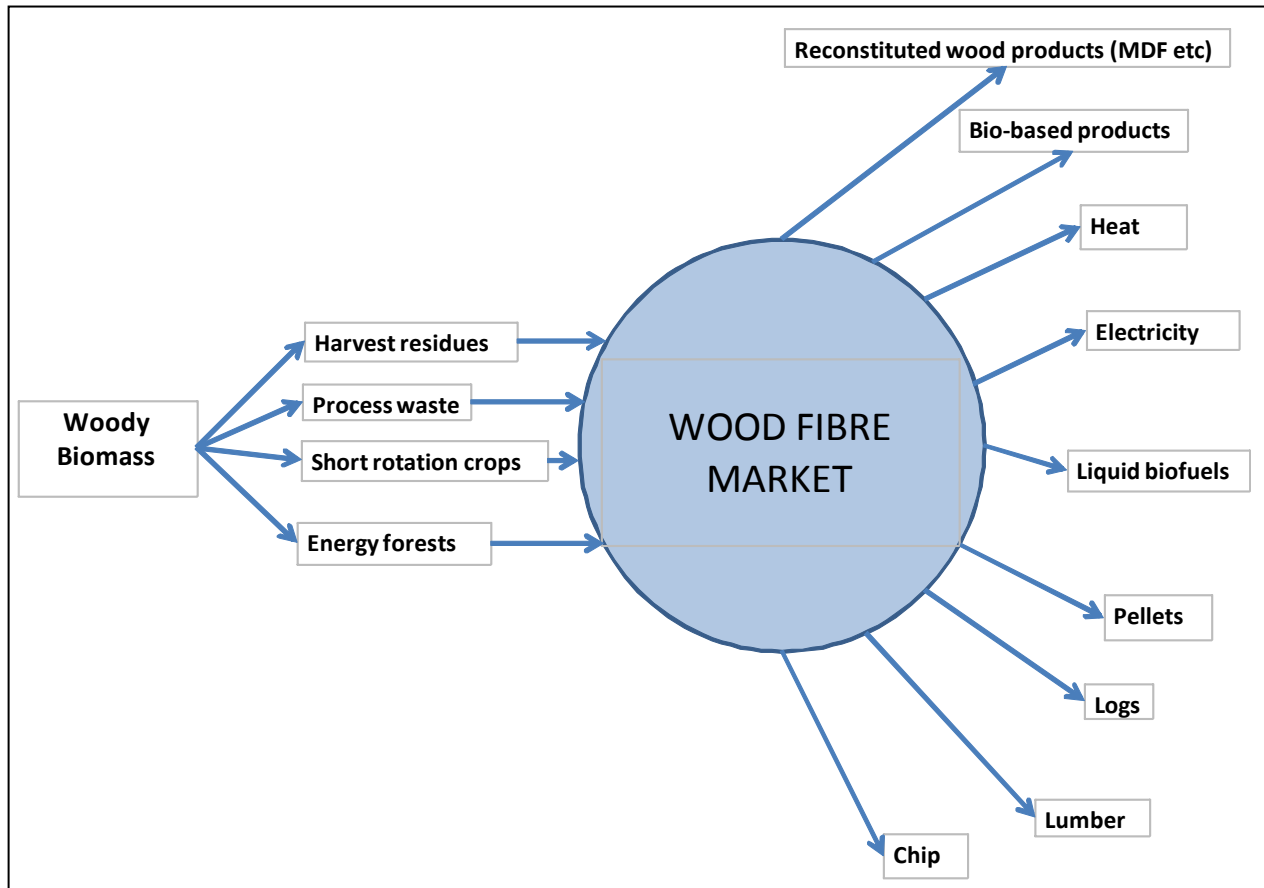 Reconstituted wood products (MDF etc)
Bio-based products
Heat
Electricity
Liquid biofuels
Pellets
Logs
Lumber
Chip
Harvest residues
Process waste
Short rotation crops
Energy forests
Woody
Biomass
WOOD FIBRE
MARKET